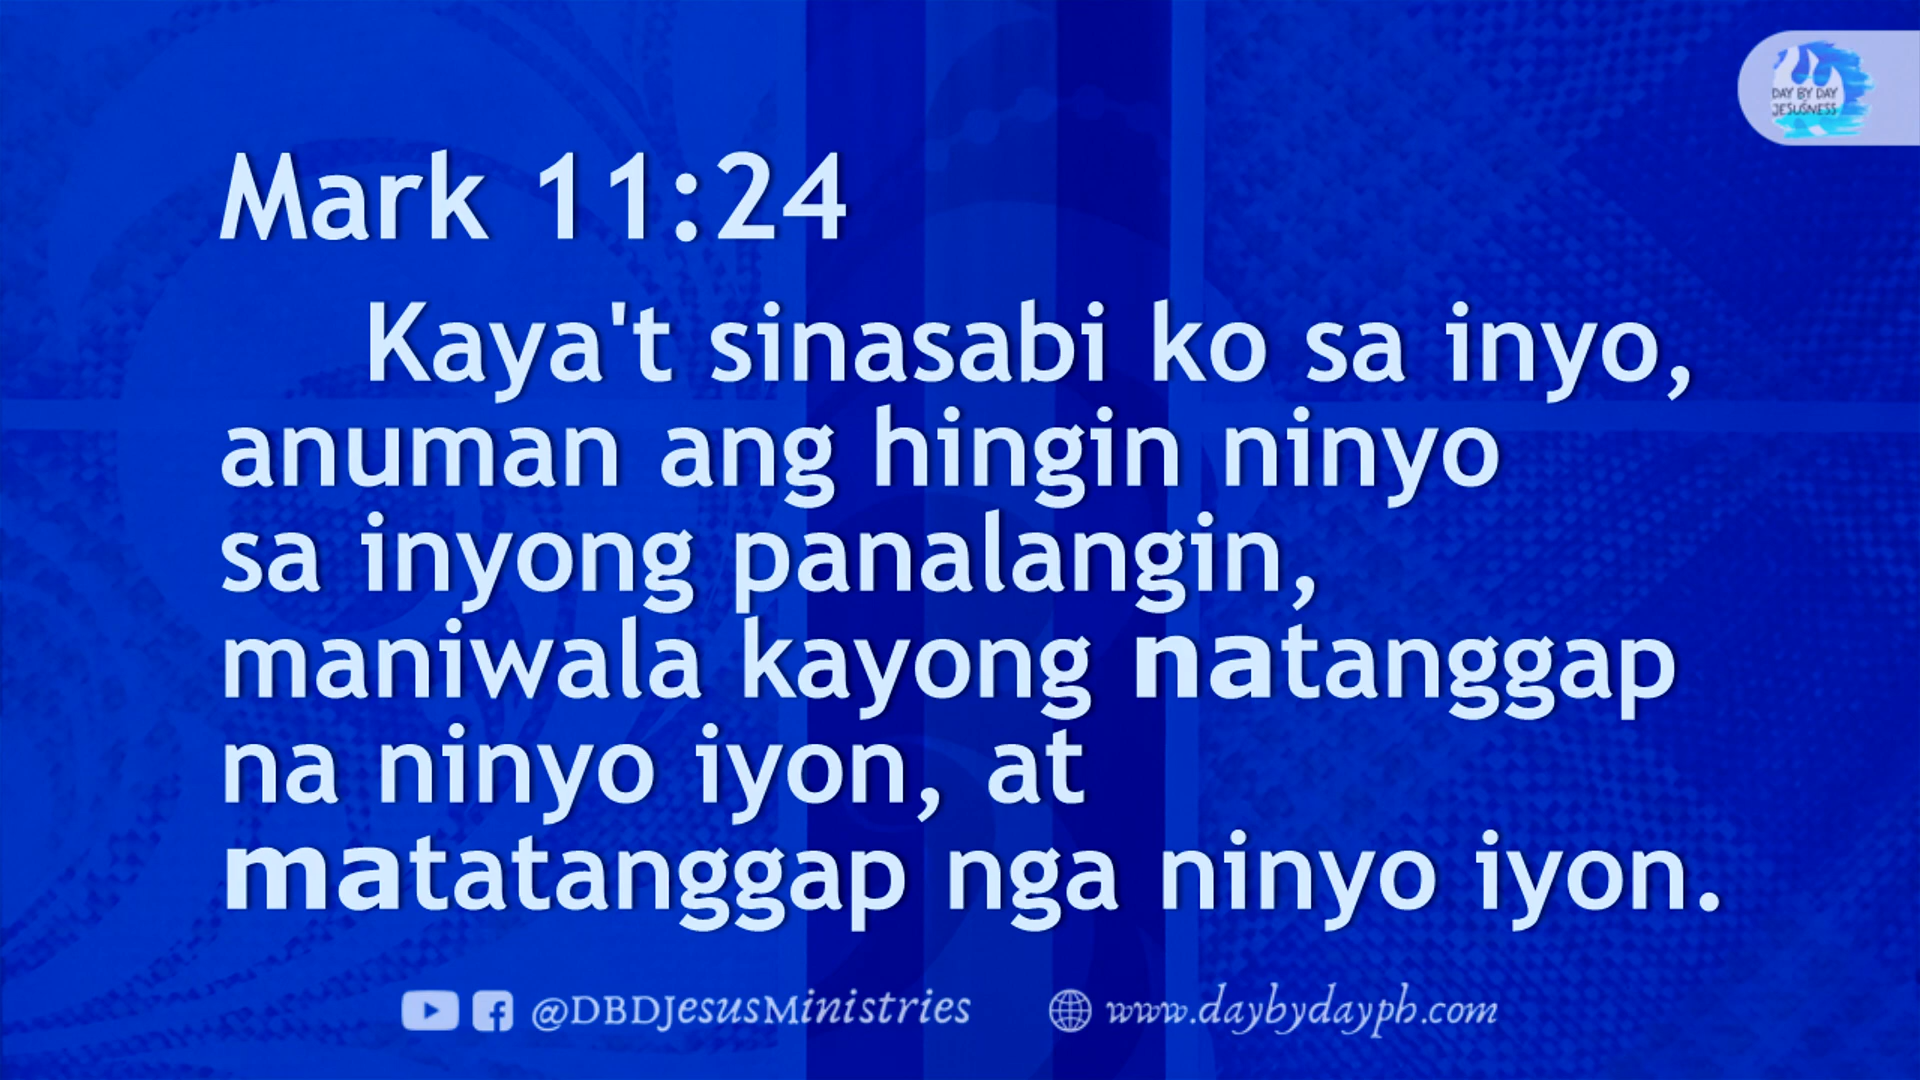 DAY BY DAY
JESUSNESS
Mark 11:24
Kaya't sinasabi ko sa inyo,
anuman ang hingin ninyo
sa inyong panalangin,
maniwala kayong natanggap
na ninyo iyon, at
matatanggap nga ninyo iyon.
@DBDJesusMinistries
www.daybydayph.com